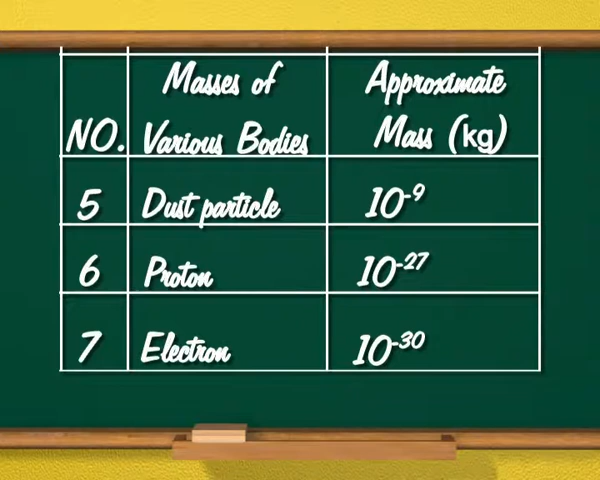 Masses of Approximate
NO. Various Bodies Mass (kg)
5 Dust particle 10⁻⁹
6 Proton 10⁻²⁷
7 Electron 10⁻³⁰